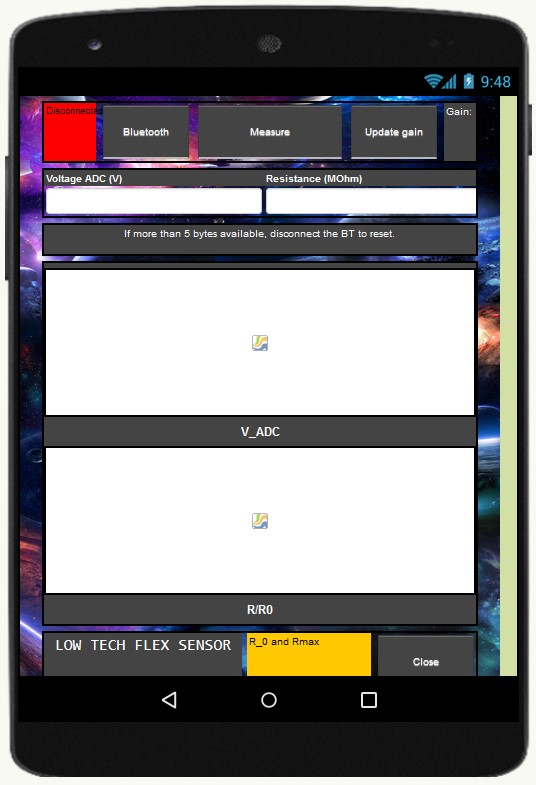 9:48
Disconnected
Bluetooth
Measure
Update gain
Gain:
Voltage ADC (V)
Resistance (MOhm)
If more than 5 bytes available, disconnect the BT to reset.
V_ADC
R/R0
LOW TECH FLEX SENSOR
R_0 and Rmax
Close